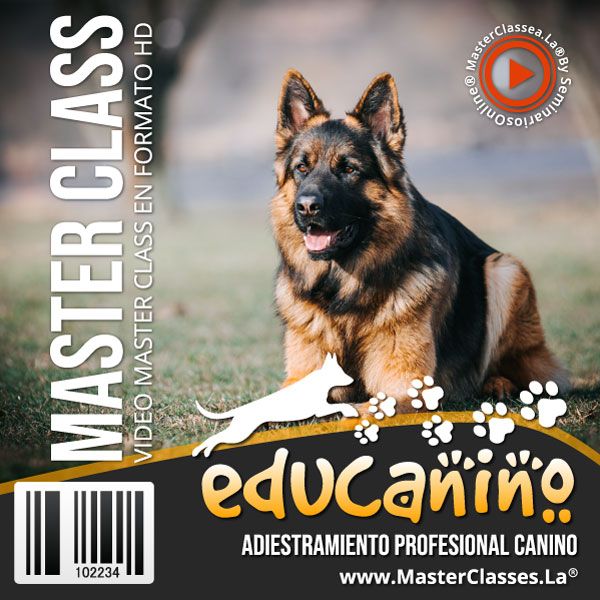 MASTER CLASS
VIDEO MASTER CLASS EN FORMATO HD
MasterClassea.La®By SeminariosOnline®
educanino
ADIESTRAMIENTO PROFESIONAL CANINO
www.MasterClasses.La®
102234